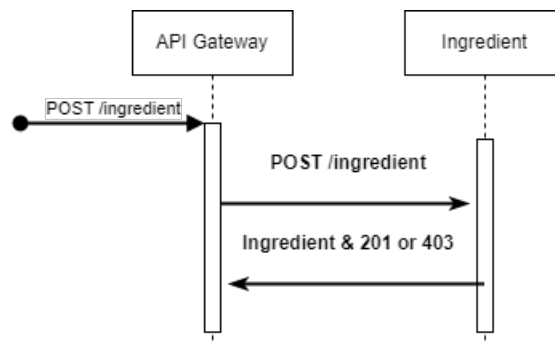 API Gateway
Ingredient
POST /ingredient
POST /ingredient
Ingredient & 201 or 403